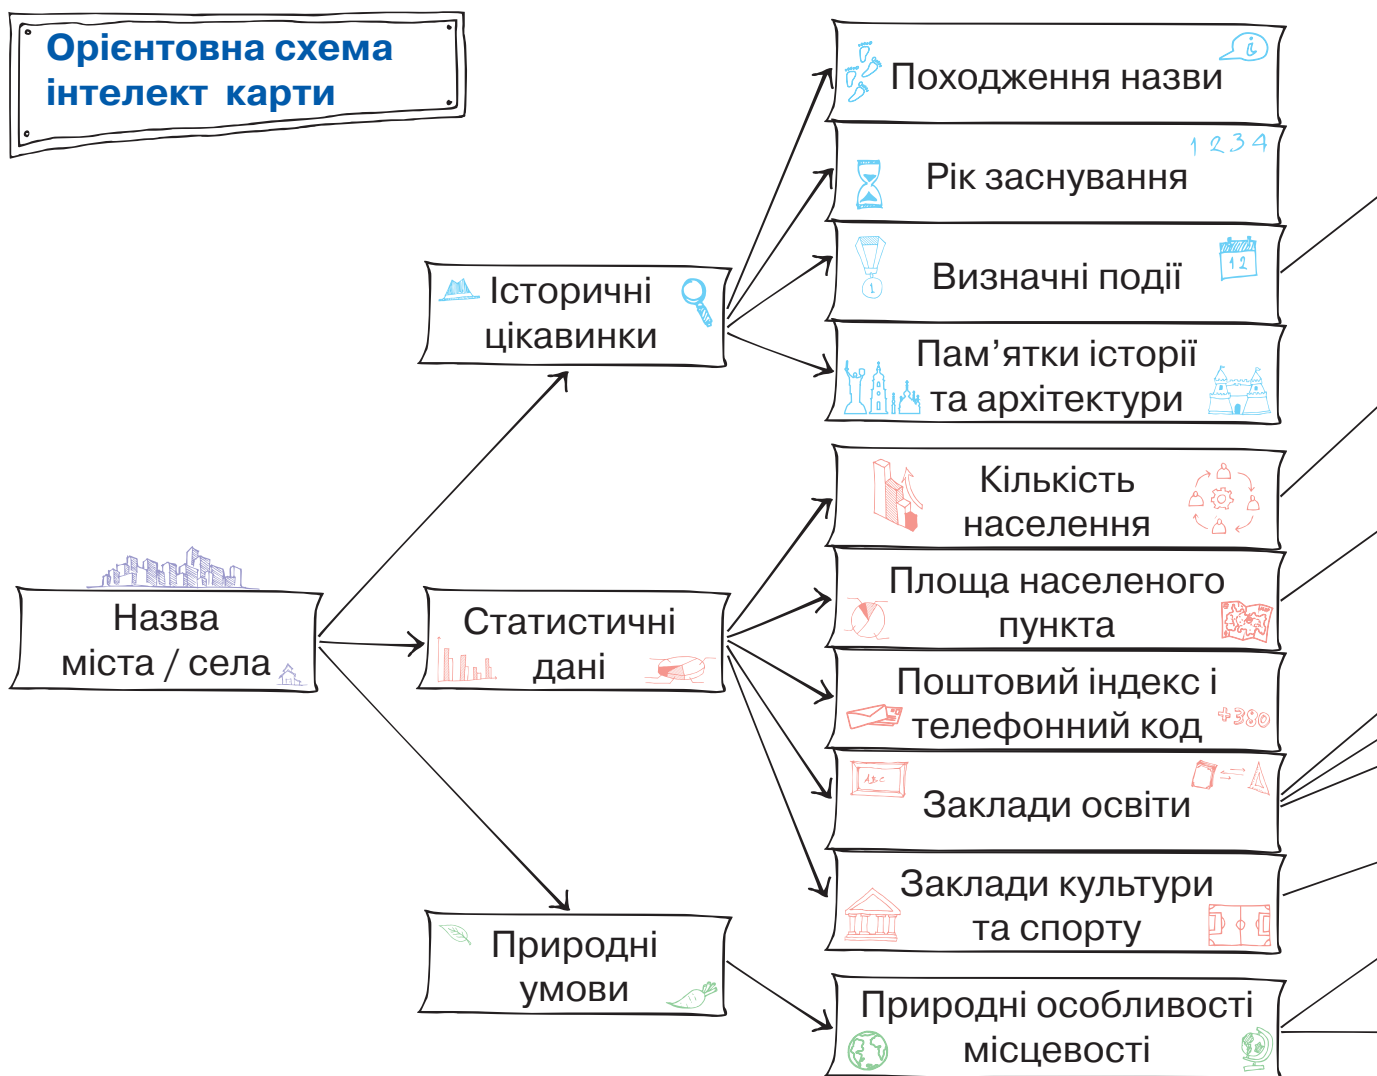 Орієнтовна схема
інтелект карти
Походження назви
i
Рік заснування
1 2 3 4
Визначні події
12
1
Історичні
цікавинки
Пам’ятки історії
та архітектури
Кількість
населення
Площа населеного
пункта
Назва
міста / села
Статистичні
дані
Поштовий індекс і
телефонний код
+380
Заклади освіти
Заклади культури
та спорту
Природні
умови
Природні особливості
місцевості